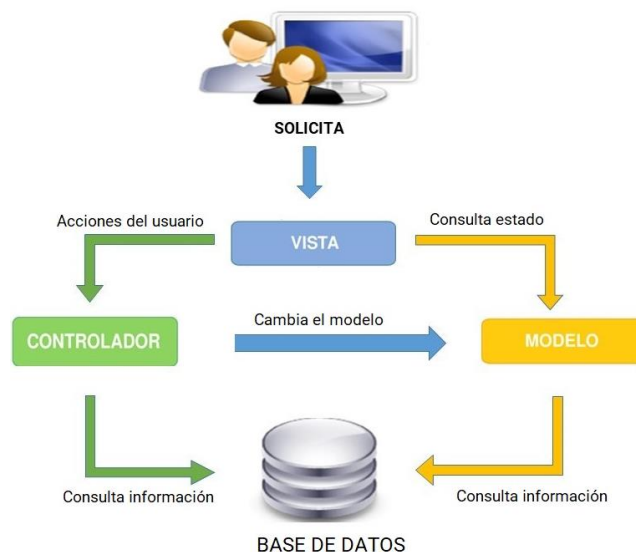 SOLICITA
Acciones del usuario
Consulta estado
VISTA
CONTROLADOR
Cambia el modelo
MODELO
Consulta información
Consulta información
BASE DE DATOS